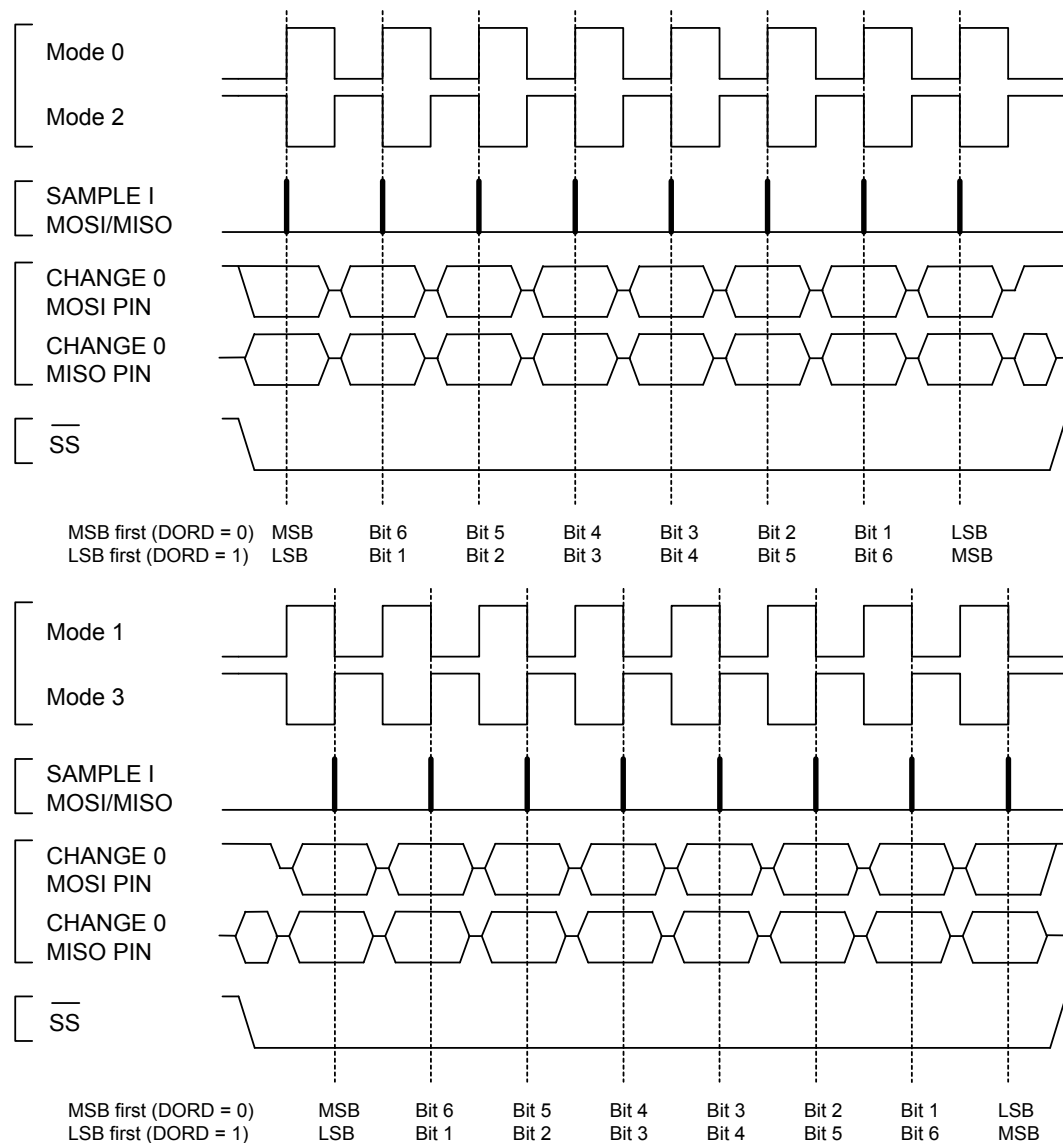 Mode 0
Mode 2
SAMPLE I
MOSI/MISO
CHANGE 0
MOSI PIN
CHANGE 0
MISO PIN
SS
MSB first (DORD = 0) MSB Bit 6 Bit 5 Bit 4 Bit 3 Bit 2 Bit 1 LSB
LSB first (DORD = 1) LSB Bit 1 Bit 2 Bit 3 Bit 4 Bit 5 Bit 6 MSB
Mode 1
Mode 3
SAMPLE I
MOSI/MISO
CHANGE 0
MOSI PIN
CHANGE 0
MISO PIN
SS
MSB first (DORD = 0) MSB Bit 6 Bit 5 Bit 4 Bit 3 Bit 2 Bit 1 LSB
LSB first (DORD = 1) LSB Bit 1 Bit 2 Bit 3 Bit 4 Bit 5 Bit 6 MSB